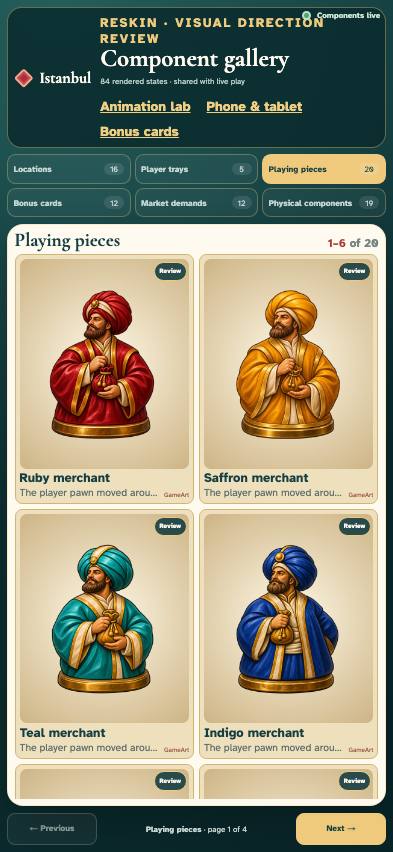 Components live
RESKIN · VISUAL DIRECTION
REVIEW
Istanbul
Component gallery
84 rendered states · shared with live play
Animation lab Phone & tablet
Bonus cards
Locations 16
Player trays 5
Playing pieces 20
Bonus cards 12
Market demands 12
Physical components 19
Playing pieces
1–6 of 20
Review
Review
Ruby merchant
The player pawn moved arou... GameArt
Saffron merchant
The player pawn moved arou... GameArt
Review
Review
Teal merchant
The player pawn moved arou... GameArt
Indigo merchant
The player pawn moved arou... GameArt
Review
Review
← Previous
Playing pieces · page 1 of 4
Next →